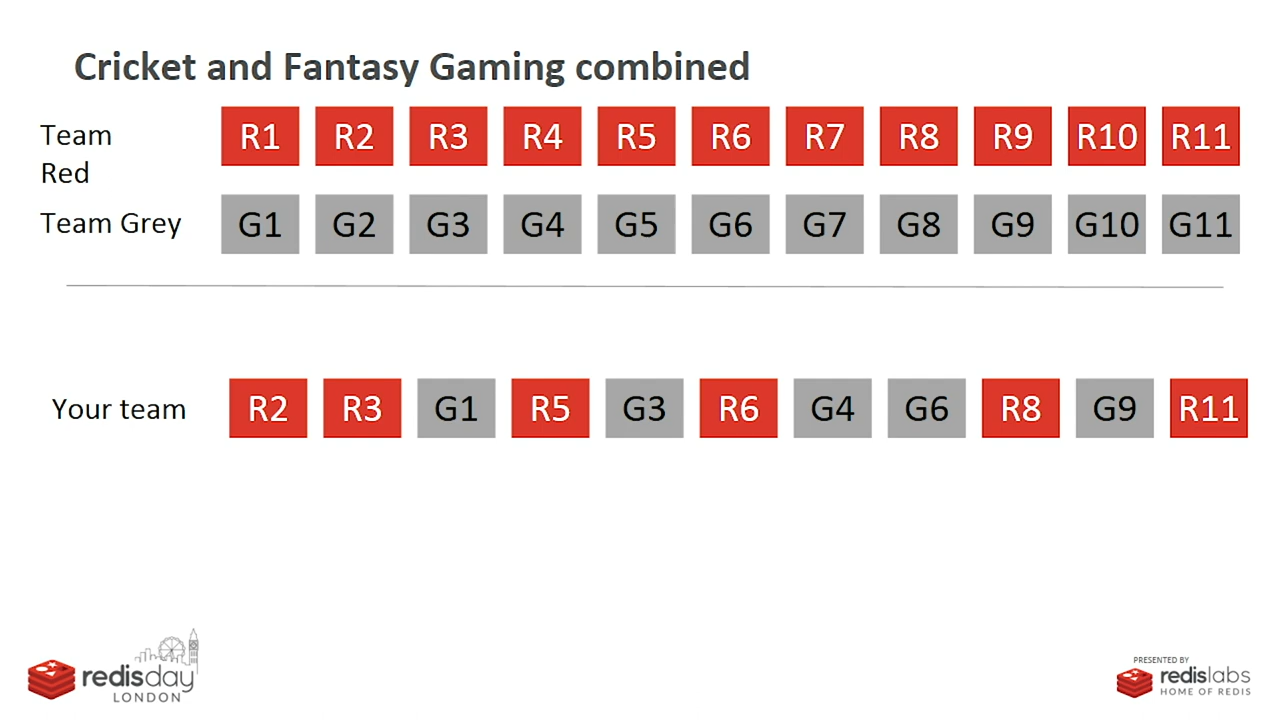 Cricket and Fantasy Gaming combined
Team Red
R1 R2 R3 R4 R5 R6 R7 R8 R9 R10 R11
Team Grey
G1 G2 G3 G4 G5 G6 G7 G8 G9 G10 G11
Your team
R2 R3 G1 R5 G3 R6 G4 G6 R8 G9 R11
redisday
LONDON
PRESENTED BY
redislabs
HOME OF REDIS